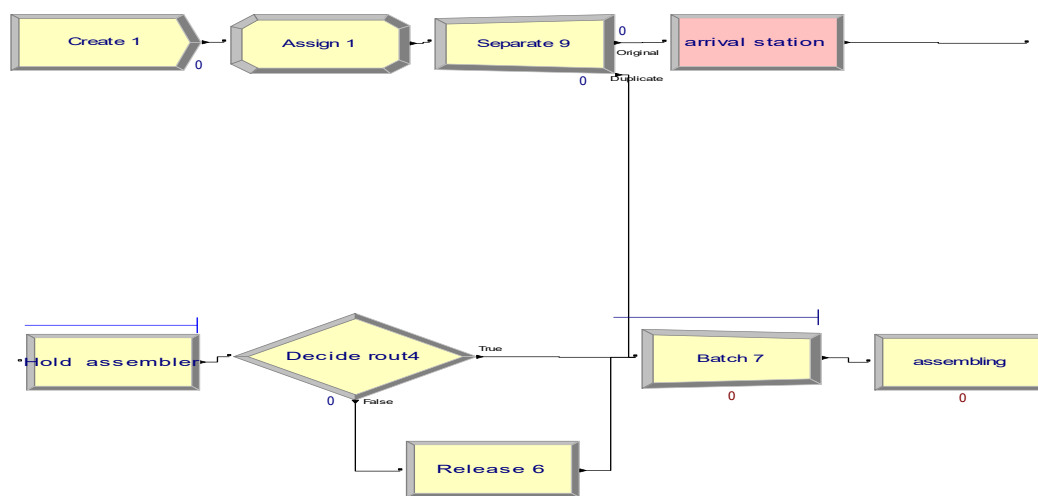 Create 1
0
Assign 1
Separate 9
0
Original
0
Duplicate
arrival station
Hold assembler
Decide rout4
True
0
False
Release 6
Batch 7
0
assembling
0